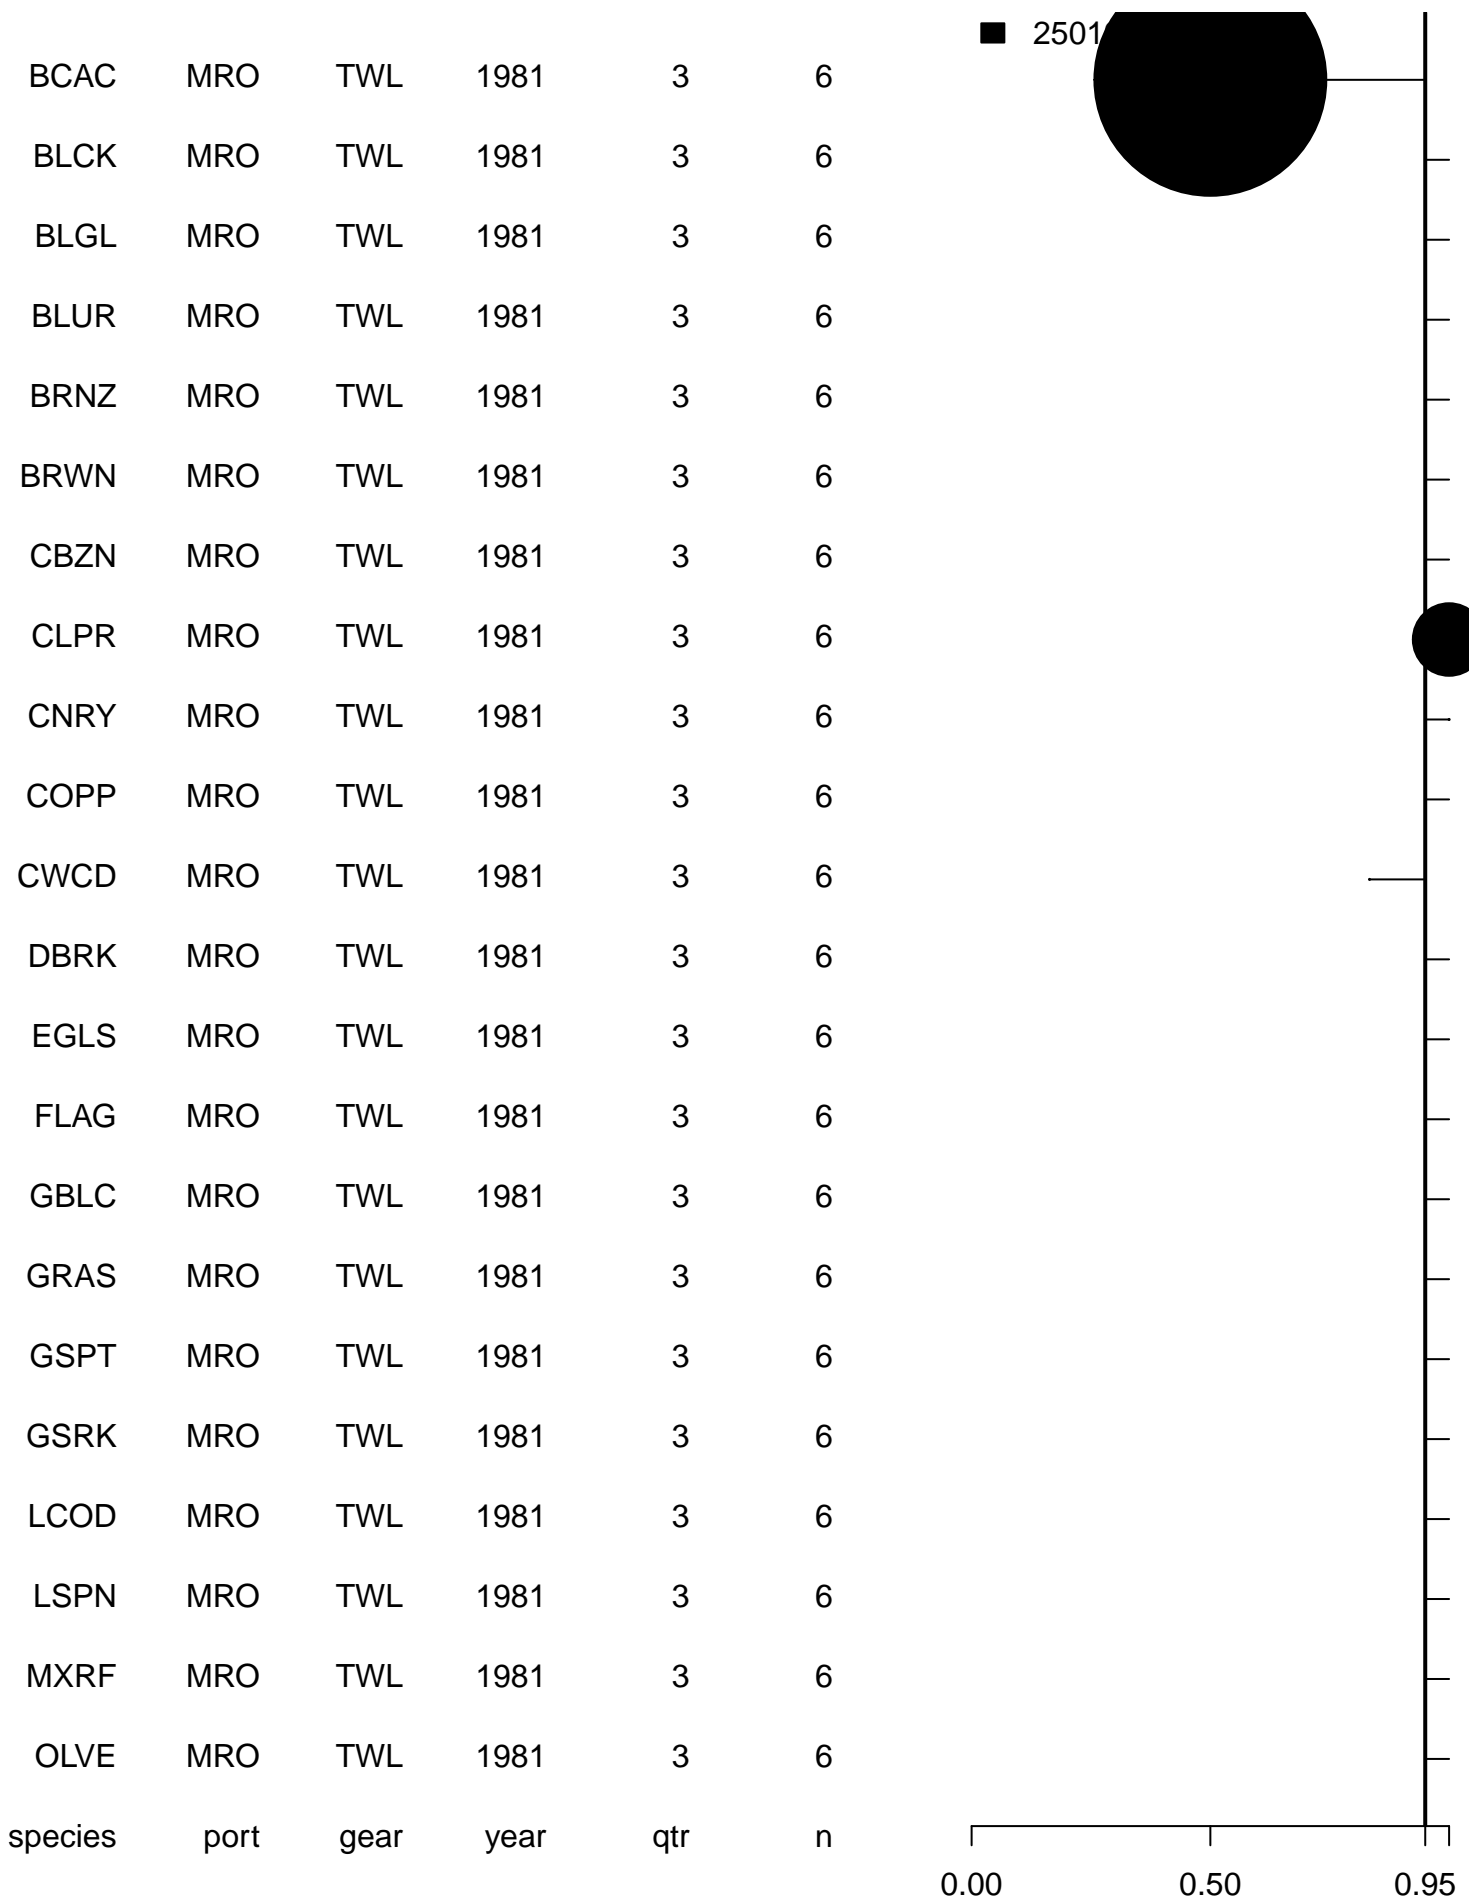 2501
BCAC MRO TWL 1981 3 6
BLCK MRO TWL 1981 3 6
BLGL MRO TWL 1981 3 6
BLUR MRO TWL 1981 3 6
BRNZ MRO TWL 1981 3 6
BRWN MRO TWL 1981 3 6
CBZN MRO TWL 1981 3 6
CLPR MRO TWL 1981 3 6
CNRY MRO TWL 1981 3 6
COPP MRO TWL 1981 3 6
CWCD MRO TWL 1981 3 6
DBRK MRO TWL 1981 3 6
EGLS MRO TWL 1981 3 6
FLAG MRO TWL 1981 3 6
GBLC MRO TWL 1981 3 6
GRAS MRO TWL 1981 3 6
GSPT MRO TWL 1981 3 6
GSRK MRO TWL 1981 3 6
LCOD MRO TWL 1981 3 6
LSPN MRO TWL 1981 3 6
MXRF MRO TWL 1981 3 6
OLVE MRO TWL 1981 3 6
species port gear year qtr n
0.00 0.50 0.95